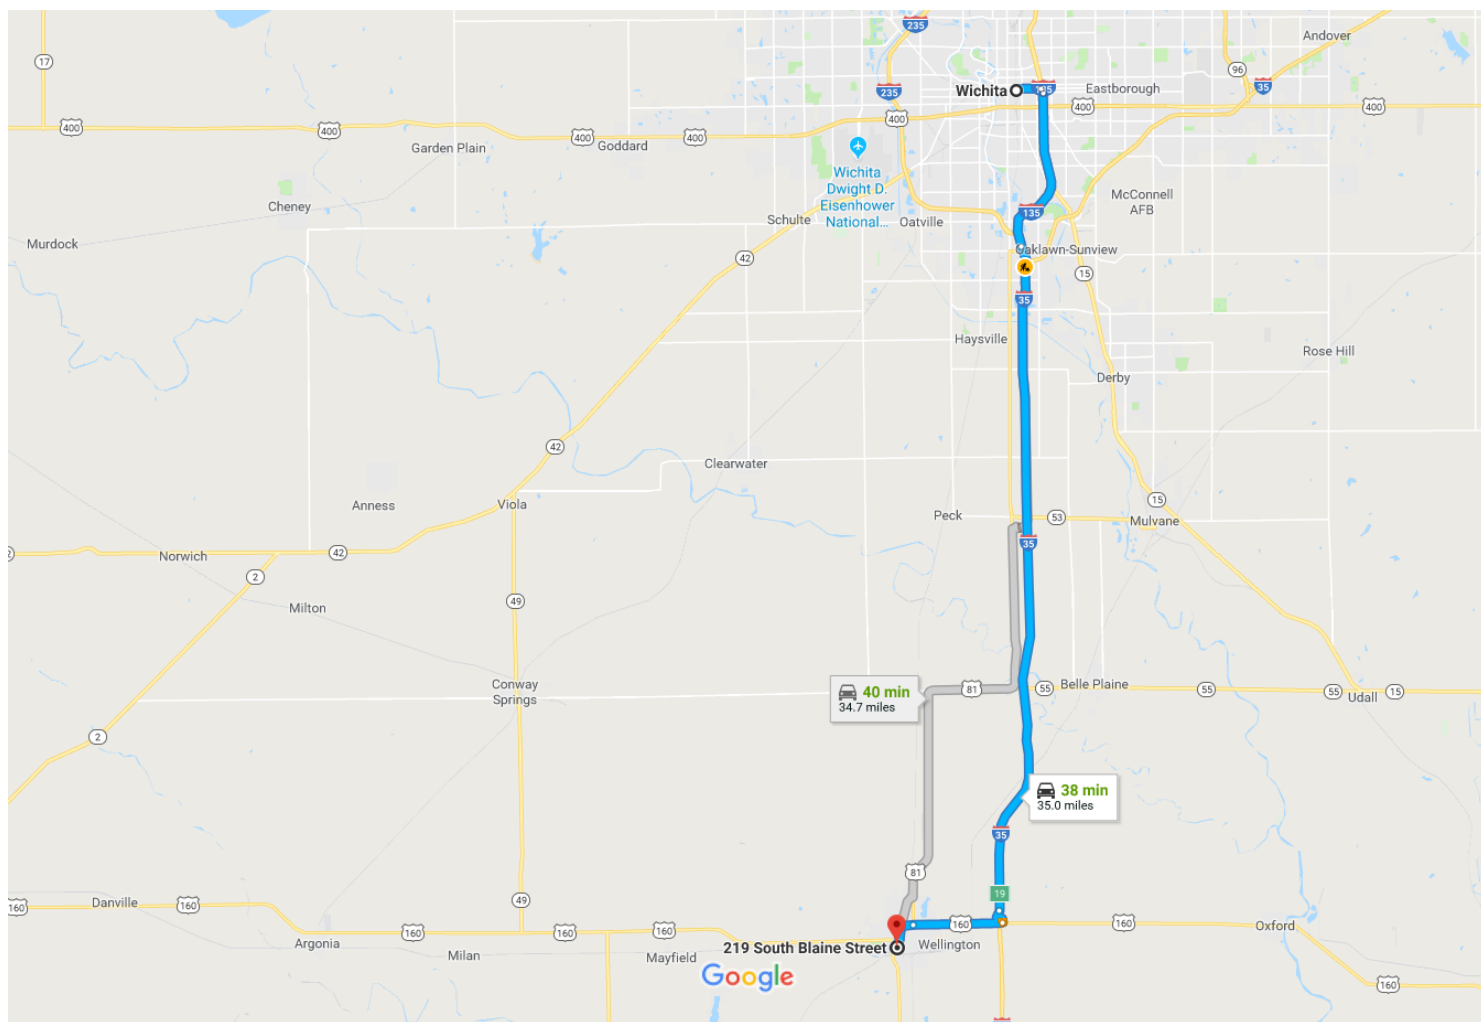 235
Andover
17
96
35
235
Wichita
135
Eastborough
400
400
400
400
400
400
400
Garden Plain
Goddard
Wichita
Dwight D.
Eisenhower
National...
McConnell
AFB
Cheney
135
Schulte
Oatville
Murdock
Oaklawn-Sunview
42
15
35
Haysville
Rose Hill
Derby
42
Clearwater
Anness
Viola
15
Peck
53
Mulvane
35
42
Norwich
2
49
Milton
Conway
Springs
40 min
34.7 miles
81
55
Belle Plaine
55
55
15
Udall
2
38 min
35.0 miles
35
81
19
49
Danville
160
160
160
160
160
160
160
Oxford
Argonia
Milan
Mayfield
219 South Blaine Street
Wellington
Google
160